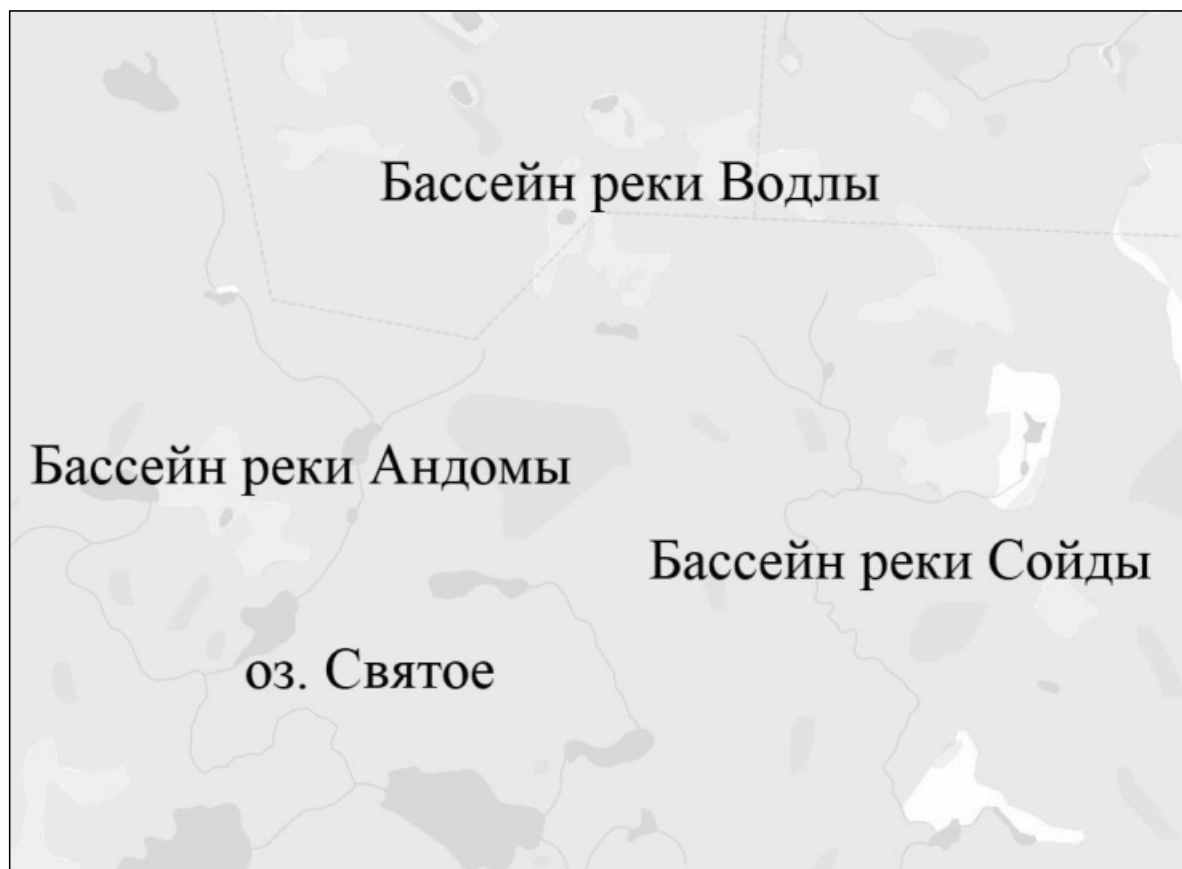 Бассейн реки Водлы
Бассейн реки Андомы
Бассейн реки Сойды
оз. Святое